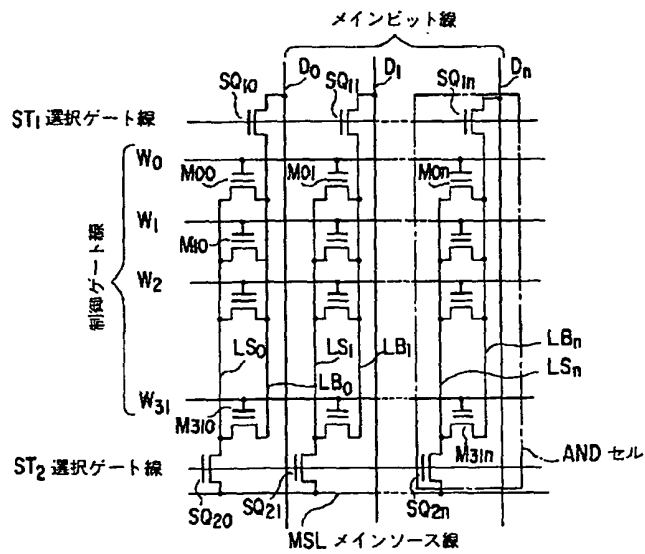 メインビット線
D0 D1 Dn
SQ10 SQ11 SQ1n
ST1 選択ゲート線
W0
M00 M01 M0n
W1
M10
W2
制御ゲート線
LS0 LS1 LB1 LBn
LB0 LSn
W31
M310 M31n
ANDセル
ST2 選択ゲート線
SQ20 SQ21 SQ2n
MSL メインソース線